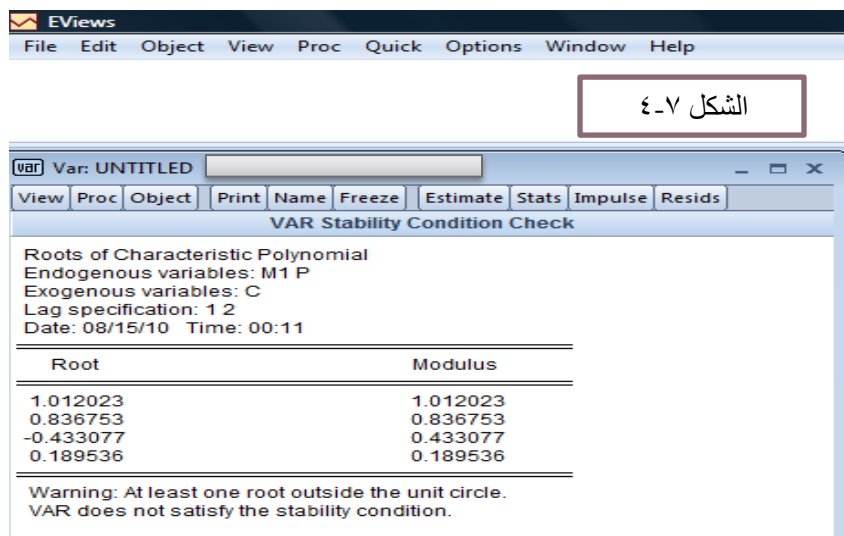 EViews
File Edit Object View Proc Quick Options Window Help
الشكل ٧-٤
var Var: UNTITLED
View Proc Object Print Name Freeze Estimate Stats Impulse Resids
VAR Stability Condition Check
Roots of Characteristic Polynomial
Endogenous variables: M1 P
Exogenous variables: C
Lag specification: 1 2
Date: 08/15/10 Time: 00:11
Root Modulus
1.012023 1.012023
0.836753 0.836753
-0.433077 0.433077
0.189536 0.189536
Warning: At least one root outside the unit circle.
VAR does not satisfy the stability condition.